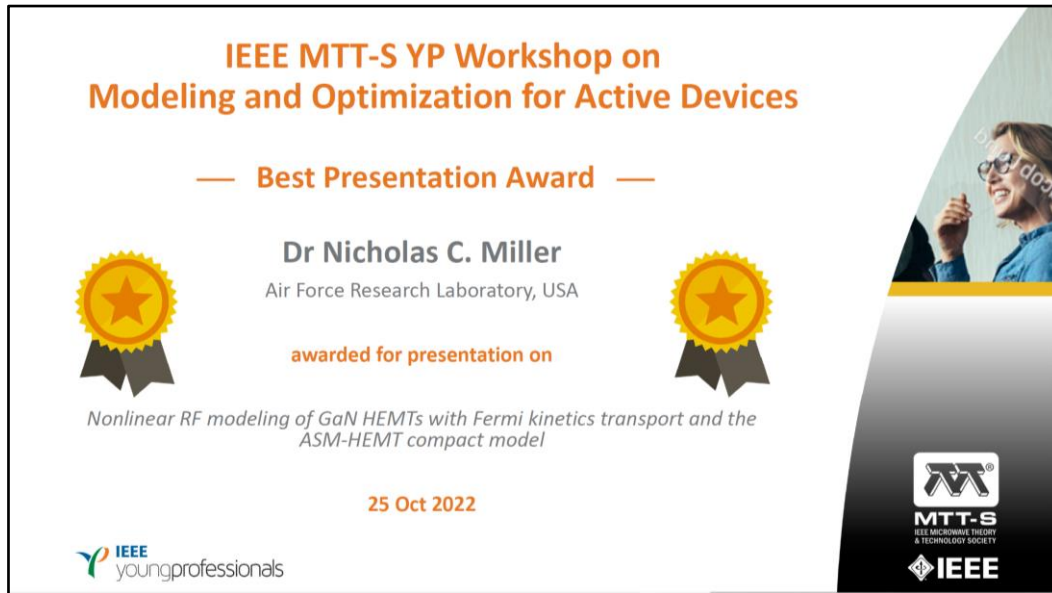 IEEE MTT-S YP Workshop on
Modeling and Optimization for Active Devices
Best Presentation Award
Dr Nicholas C. Miller
Air Force Research Laboratory, USA
awarded for presentation on
Nonlinear RF modeling of GaN HEMTs with Fermi kinetics transport and the
ASM-HEMT compact model
25 Oct 2022
IEEE
youngprofessionals
MTT-S
IEEE MICROWAVE THEORY
& TECHNOLOGY SOCIETY
IEEE